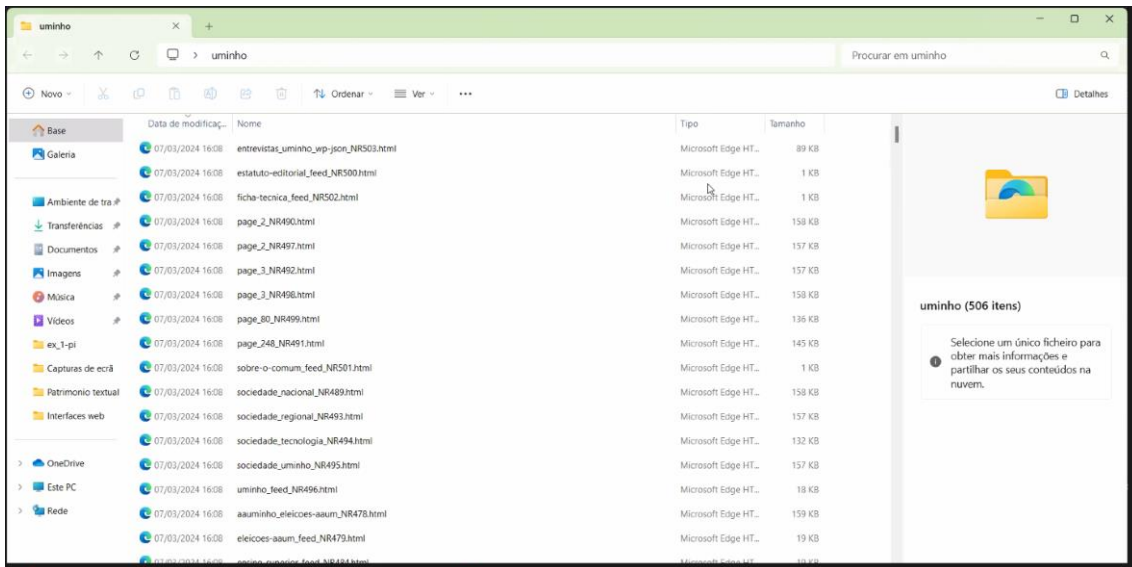 uminho
uminho
Procurar em uminho
Novo
Ordenar
Ver
Detalhes
Base
Galeria
Ambiente de tra
Transferências
Documentos
Imagens
Música
Vídeos
ex_1-pi
Capturas de ecrã
Patrimonio textual
Interfaces web
OneDrive
Este PC
Rede
Data de modificaç... Nome Tipo Tamanho
07/03/2024 16:08 entrevistas_uminho_wp-json_NR503.html Microsoft Edge HT... 89 KB
07/03/2024 16:08 estatuto-editorial_feed_NR500.html Microsoft Edge HT... 1 KB
07/03/2024 16:08 ficha-tecnica_feed_NR502.html Microsoft Edge HT... 1 KB
07/03/2024 16:08 page_2_NR490.html Microsoft Edge HT... 158 KB
07/03/2024 16:08 page_2_NR497.html Microsoft Edge HT... 157 KB
07/03/2024 16:08 page_3_NR492.html Microsoft Edge HT... 157 KB
07/03/2024 16:08 page_3_NR498.html Microsoft Edge HT... 158 KB
07/03/2024 16:08 page_80_NR499.html Microsoft Edge HT... 136 KB
07/03/2024 16:08 page_248_NR491.html Microsoft Edge HT... 145 KB
07/03/2024 16:08 sobre-o-comum_feed_NR501.html Microsoft Edge HT... 1 KB
07/03/2024 16:08 sociedade_nacional_NR489.html Microsoft Edge HT... 158 KB
07/03/2024 16:08 sociedade_regional_NR493.html Microsoft Edge HT... 157 KB
07/03/2024 16:08 sociedade_tecnologia_NR494.html Microsoft Edge HT... 132 KB
07/03/2024 16:08 sociedade_uminho_NR495.html Microsoft Edge HT... 157 KB
07/03/2024 16:08 uminho_feed_NR496.html Microsoft Edge HT... 18 KB
07/03/2024 16:08 aauminho_eleicoes-aaum_NR478.html Microsoft Edge HT... 159 KB
07/03/2024 16:08 eleicoes-aaum_feed_NR479.html Microsoft Edge HT... 19 KB
07/03/2024 16:08 ensino-superior_feed_NR484.html Microsoft Edge HT... 19 KB
uminho (506 itens)
Selecione um único ficheiro para
obter mais informações e
partilhar os seus conteúdos na
nuvem.